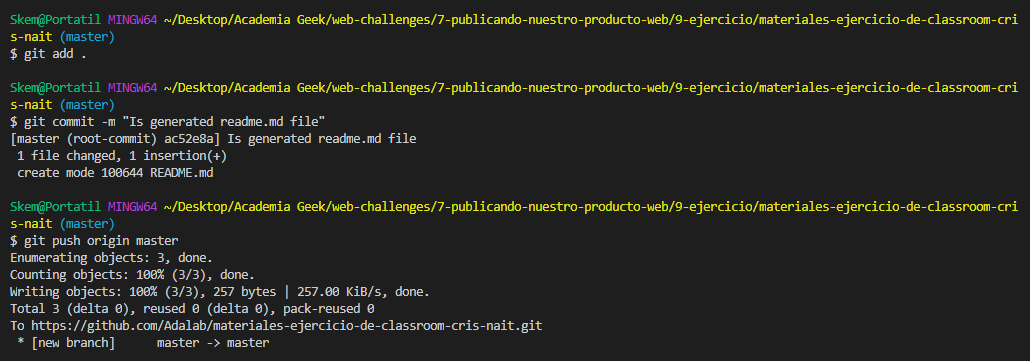 Skem@Portatil MINGW64 ~/Desktop/Academia Geek/web-challenges/7-publicando-nuestro-producto-web/9-ejercicio/materiales-ejercicio-de-classroom-cri
s-nait (master)
$ git add .
Skem@Portatil MINGW64 ~/Desktop/Academia Geek/web-challenges/7-publicando-nuestro-producto-web/9-ejercicio/materiales-ejercicio-de-classroom-cri
s-nait (master)
$ git commit -m "Is generated readme.md file"
[master (root-commit) ac52e8a] Is generated readme.md file
 1 file changed, 1 insertion(+)
 create mode 100644 README.md
Skem@Portatil MINGW64 ~/Desktop/Academia Geek/web-challenges/7-publicando-nuestro-producto-web/9-ejercicio/materiales-ejercicio-de-classroom-cri
s-nait (master)
$ git push origin master
Enumerating objects: 3, done.
Counting objects: 100% (3/3), done.
Writing objects: 100% (3/3), 257 bytes | 257.00 KiB/s, done.
Total 3 (delta 0), reused 0 (delta 0), pack-reused 0
To https://github.com/Adalab/materiales-ejercicio-de-classroom-cris-nait.git
 * [new branch]      master -> master